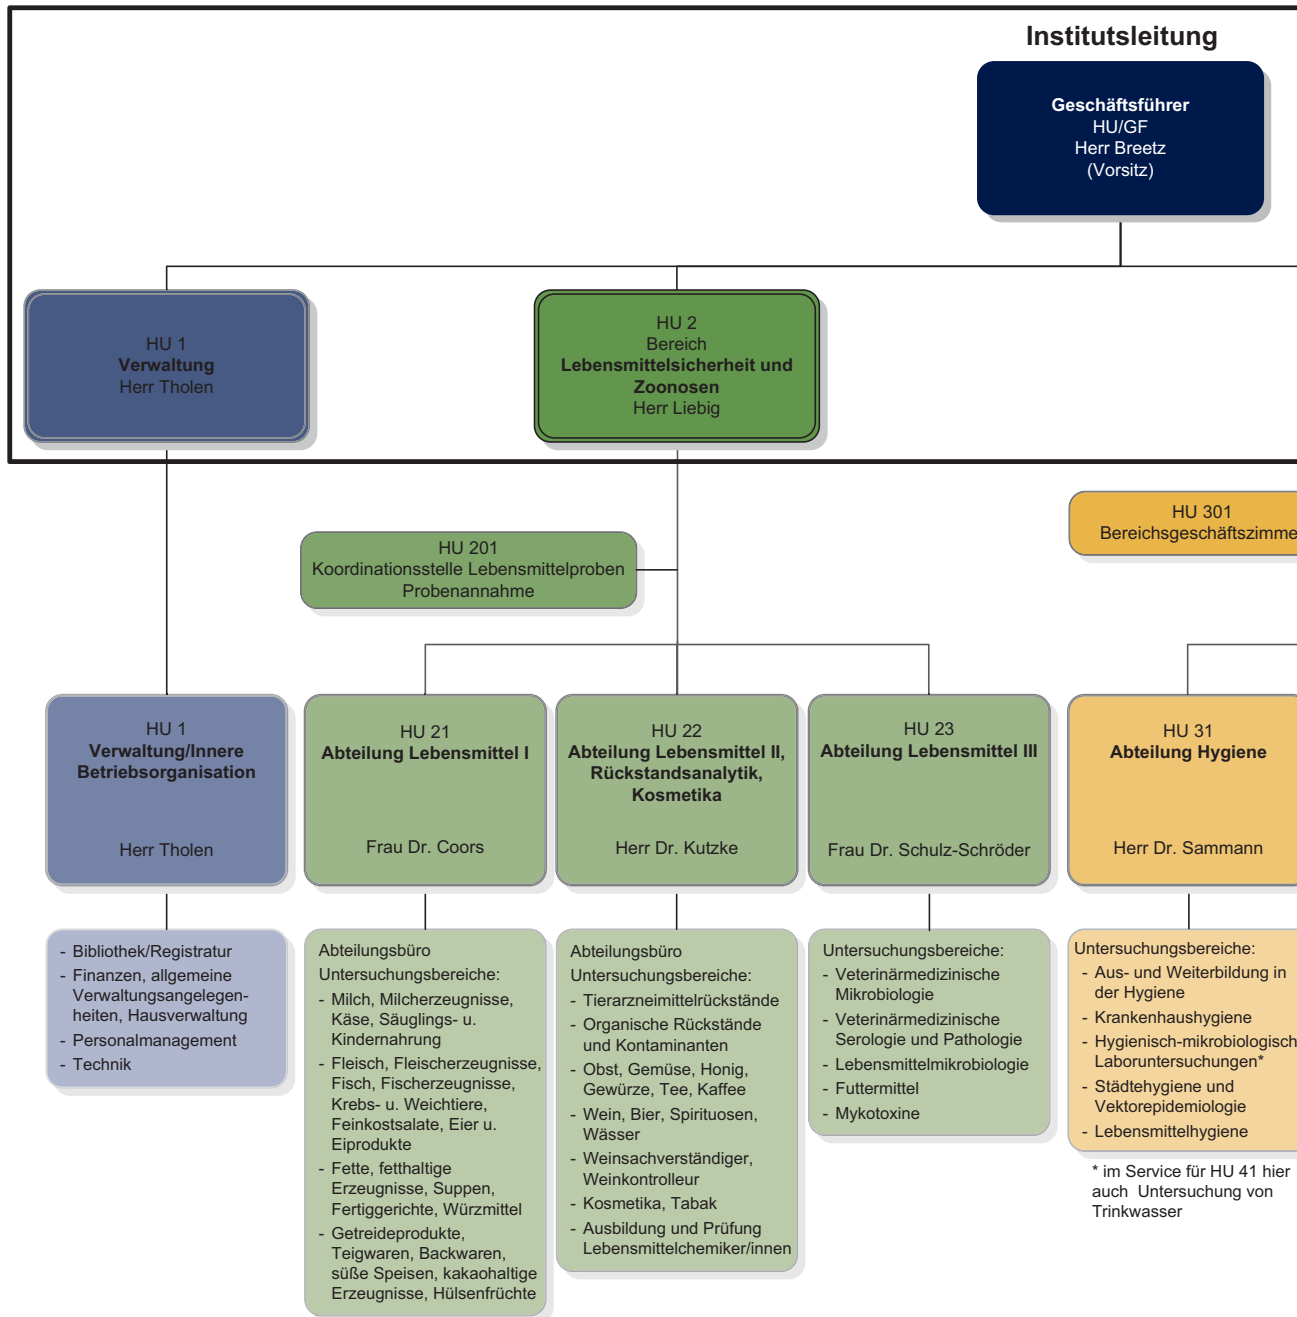 Institutsleitung
Geschäftsführer
HU/GF
Herr Breetz
(Vorsitz)
HU 1
Verwaltung
Herr Tholen
HU 2
Bereich
Lebensmittelsicherheit und
Zoonosen
Herr Liebig
HU 201
Koordinationsstelle Lebensmittelproben
Probenannahme
HU 301
Bereichsgeschäftszimme
HU 1
Verwaltung/Innere
Betriebsorganisation
Herr Tholen
HU 21
Abteilung Lebensmittel I
Frau Dr. Coors
HU 22
Abteilung Lebensmittel II,
Rückstandsanalytik,
Kosmetika
Herr Dr. Kutzke
HU 23
Abteilung Lebensmittel III
Frau Dr. Schulz-Schröder
HU 31
Abteilung Hygiene
Herr Dr. Sammann
- Bibliothek/Registratur
- Finanzen, allgemeine
Verwaltungsangelegen-
heiten, Hausverwaltung
- Personalmanagement
- Technik
Abteilungsbüro
Untersuchungsbereiche:
- Milch, Milcherzeugnisse,
Käse, Säuglings- u.
Kindernahrung
- Fleisch, Fleischerzeugnisse,
Fisch, Fischerzeugnisse,
Krebs- u. Weichtiere,
Feinkostsalate, Eier u.
Eiprodukte
- Fette, fetthaltige
Erzeugnisse, Suppen,
Fertiggerichte, Würzmittel
- Getreideprodukte,
Teigwaren, Backwaren,
süße Speisen, kakaohaltige
Erzeugnisse, Hülsenfrüchte
Abteilungsbüro
Untersuchungsbereiche:
- Tierarzneimittelrückstände
- Organische Rückstände
und Kontaminanten
- Obst, Gemüse, Honig,
Gewürze, Tee, Kaffee
- Wein, Bier, Spirituosen,
Wässer
- Weinsachverständiger,
Weinkontrolleur
- Kosmetika, Tabak
- Ausbildung und Prüfung
Lebensmittelchemiker/innen
Untersuchungsbereiche:
- Veterinärmedizinische
Mikrobiologie
- Veterinärmedizinische
Serologie und Pathologie
- Lebensmittelmikrobiologie
- Futtermittel
- Mykotoxine
Untersuchungsbereiche:
- Aus- und Weiterbildung in
der Hygiene
- Krankenhaushygiene
- Hygienisch-mikrobiologisch
Laboruntersuchungen*
- Städtehygiene und
Vektorepidemiologie
- Lebensmittelhygiene
* im Service für HU 41 hier
auch Untersuchung von
Trinkwasser